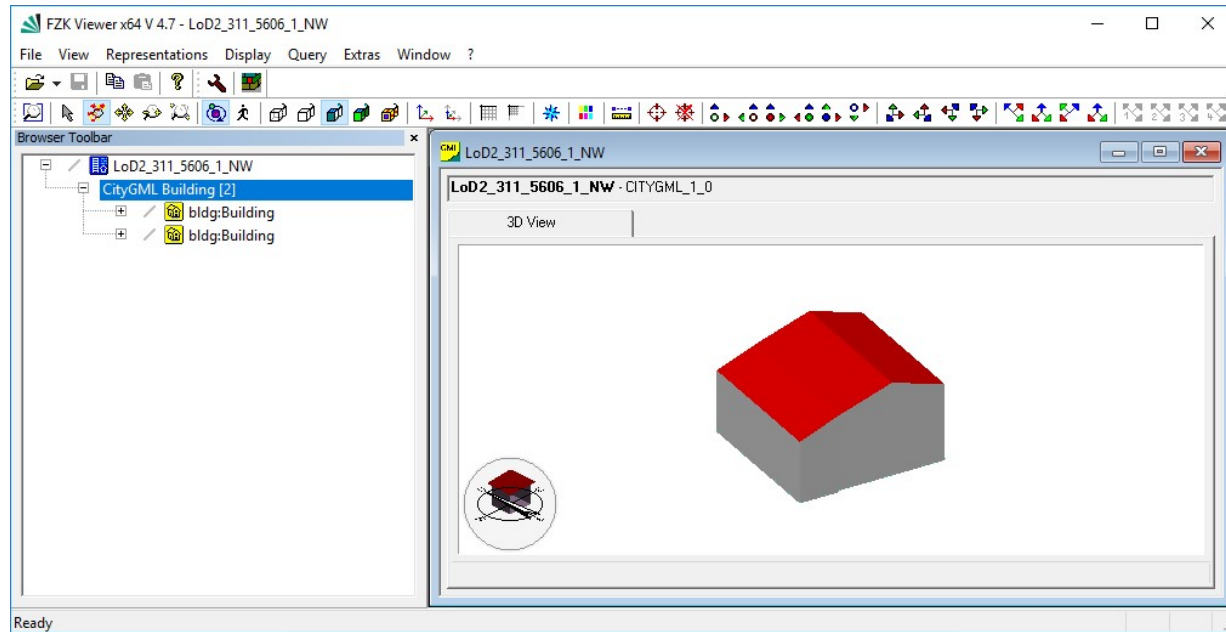 FZK Viewer x64 V 4.7 - LoD2_311_5606_1_NW
File View Representations Display Query Extras Window ?
Browser Toolbar
LoD2_311_5606_1_NW
CityGML Building [2]
bldg:Building
bldg:Building
GML LoD2_311_5606_1_NW
LoD2_311_5606_1_NW - CITYGML_1_0
3D View
Ready